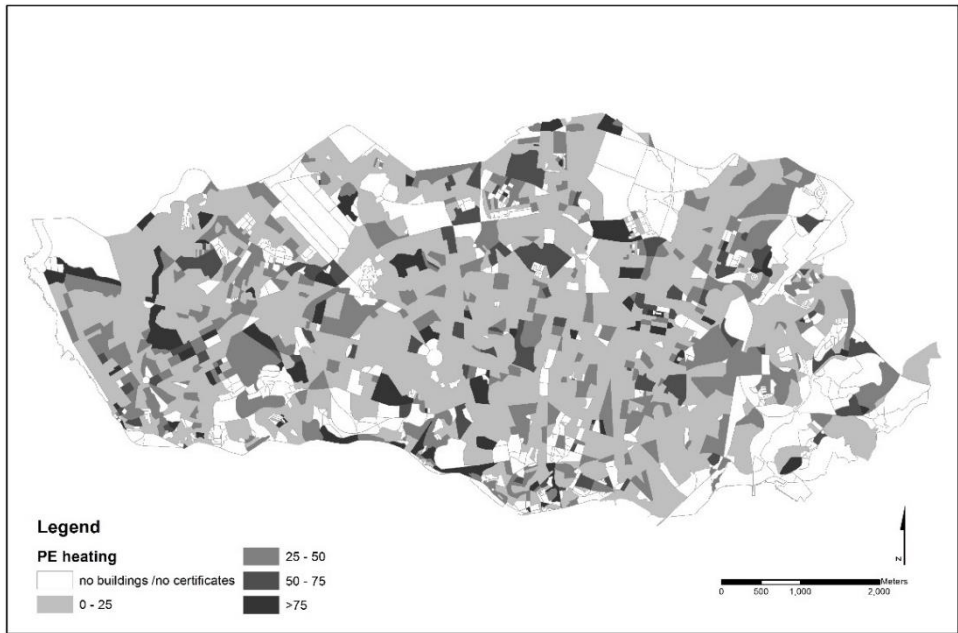 Legend
PE heating
no buildings /no certificates
0 - 25
25 - 50
50 - 75
>75
N
0 500 1,000 2,000 Meters